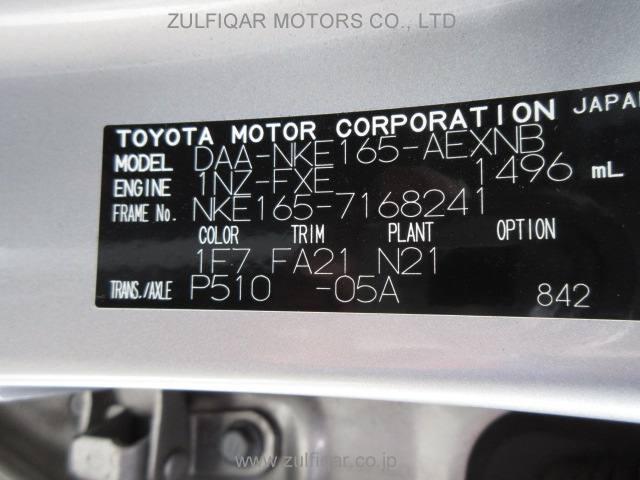 ZULFIQAR MOTORS CO., LTD
TOYOTA MOTOR CORPORATION JAPAN
MODEL DAA-NKE165-AEXNB
ENGINE 1NZ-FXE 1496 mL
FRAME No. NKE165-7168241
COLOR TRIM PLANT OPTION
1F7 FA21 N21
TRANS./AXLE P510 -05A 842
www.zulfiqar.co.jp